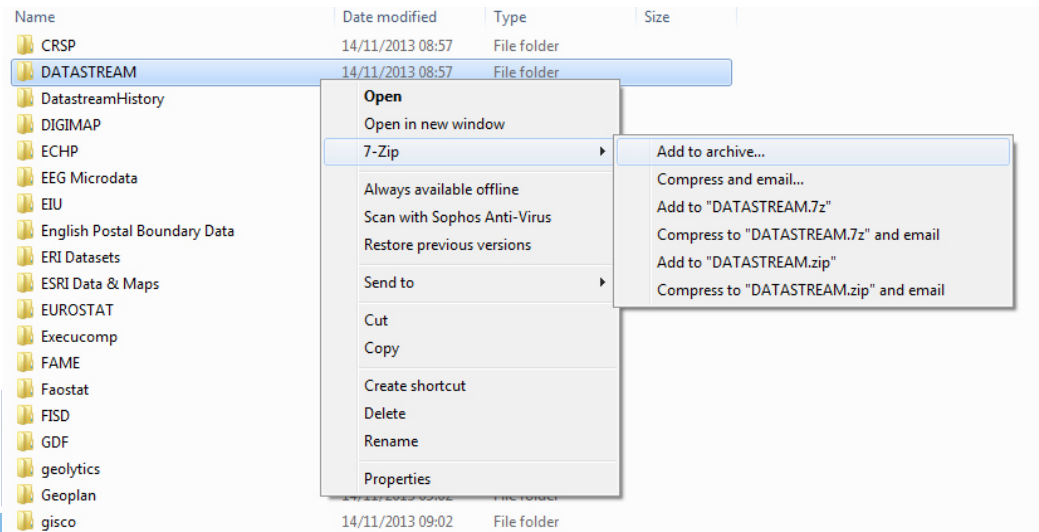 Name Date modified Type Size
CRSP 14/11/2013 08:57 File folder
DATASTREAM 14/11/2013 08:57 File folder
DatastreamHistory
DIGIMAP
ECHP
EEG Microdata
EIU
English Postal Boundary Data
ERI Datasets
ESRI Data & Maps
EUROSTAT
Execucomp
FAME
Faostat
FISD
GDF
geolytics
Geoplan
gisco 14/11/2013 09:02 File folder
Open
Open in new window
7-Zip
Always available offline
Scan with Sophos Anti-Virus
Restore previous versions
Send to
Cut
Copy
Create shortcut
Delete
Rename
Properties
Add to archive...
Compress and email...
Add to "DATASTREAM.7z"
Compress to "DATASTREAM.7z" and email
Add to "DATASTREAM.zip"
Compress to "DATASTREAM.zip" and email